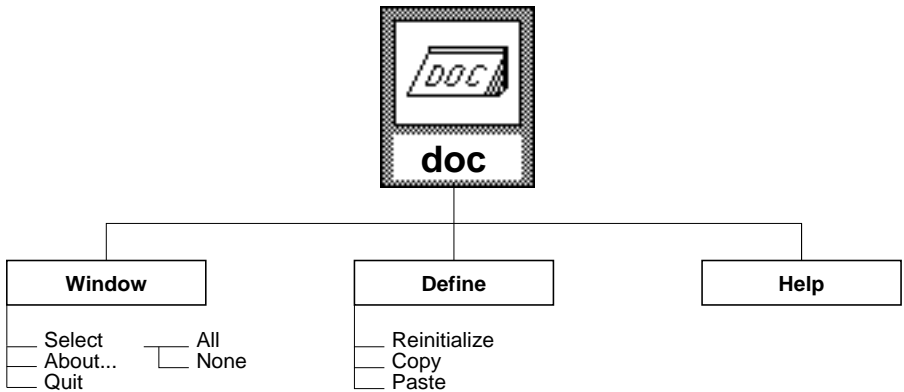 DOC
doc
Window Define Help
Select All Reinitialize
About... None Copy
Quit Paste